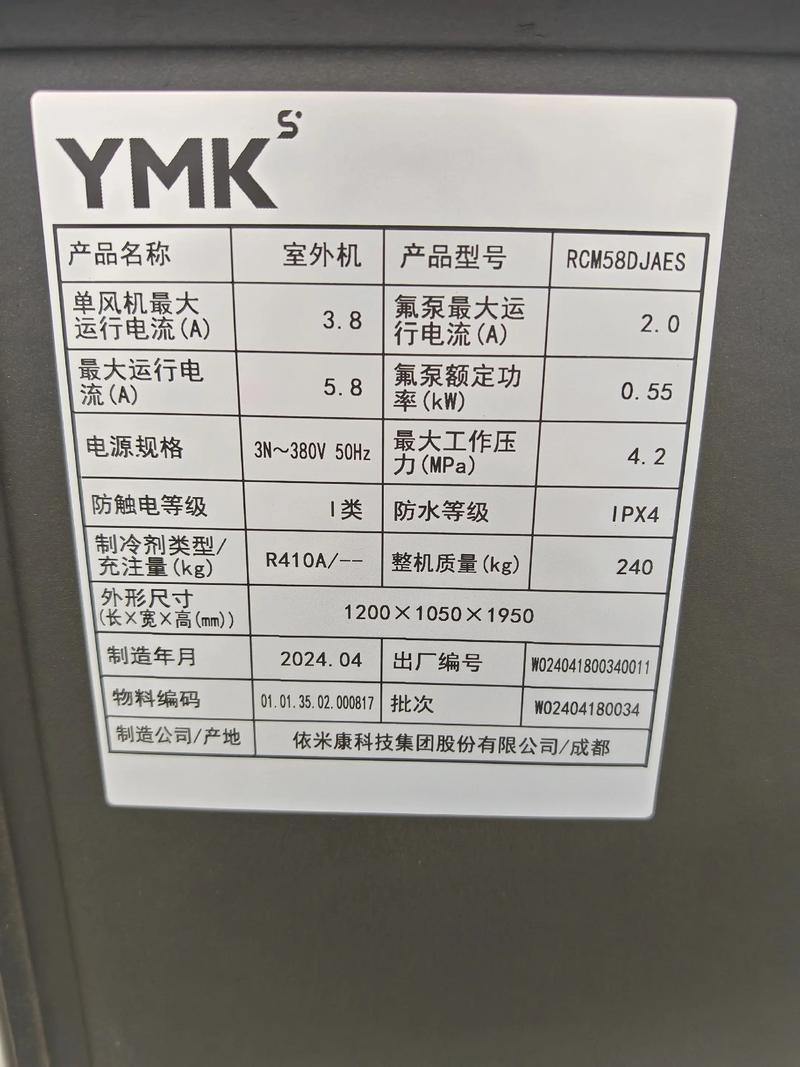 YMK S
产品名称 室外机 产品型号 RCM58DJAES
单风机最大运行电流(A) 3.8 氟泵最大运行电流(A) 2.0
最大运行电流(A) 5.8 氟泵额定功率(kW) 0.55
电源规格 3N～380V 50Hz 最大工作压力(MPa) 4.2
防触电等级 I类 防水等级 IPX4
制冷剂类型/充注量(kg) R410A/-- 整机质量(kg) 240
外形尺寸(长×宽×高(mm)) 1200×1050×1950
制造年月 2024.04 出厂编号 W024041800340011
物料编码 01.01.35.02.000817 批次 W02404180034
制造公司/产地 依米康科技集团股份有限公司/成都